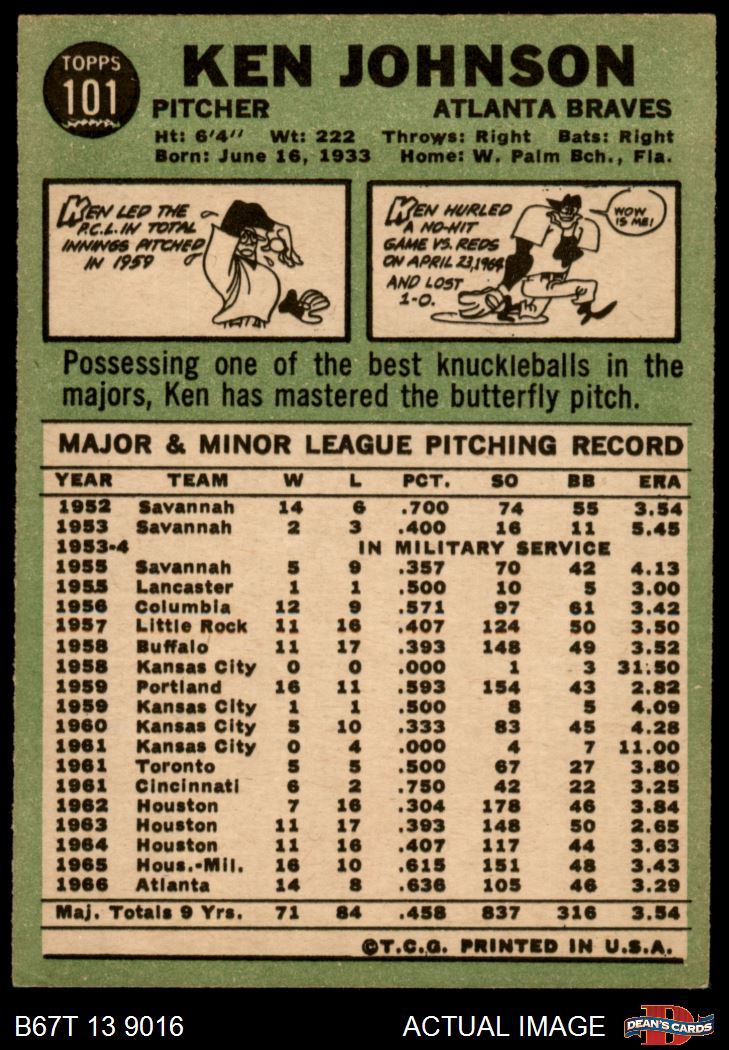 TOPPS
101
KEN JOHNSON
PITCHER ATLANTA BRAVES
Ht: 6'4" Wt: 222 Throws: Right Bats: Right
Born: June 16, 1933 Home: W. Palm Bch., Fla.
KEN LED THE
P.C.L. IN TOTAL
INNINGS PITCHED
IN 1959
KEN HURLED
A NO-HIT
GAME VS. REDS
ON APRIL 23, 1964
AND LOST
1-0.
WOW
IS ME!
Possessing one of the best knuckleballs in the
majors, Ken has mastered the butterfly pitch.
MAJOR & MINOR LEAGUE PITCHING RECORD
YEAR TEAM W L PCT. SO BB ERA
1952 Savannah 14 6 .700 74 55 3.54
1953 Savannah 2 3 .400 16 11 5.45
1953-4 IN MILITARY SERVICE
1955 Savannah 5 9 .357 70 42 4.13
1955 Lancaster 1 1 .500 10 5 3.00
1956 Columbia 12 9 .571 97 61 3.42
1957 Little Rock 11 16 .407 124 50 3.50
1958 Buffalo 11 17 .393 148 49 3.52
1958 Kansas City 0 0 .000 1 3 31.50
1959 Portland 16 11 .593 154 43 2.82
1959 Kansas City 1 1 .500 8 5 4.09
1960 Kansas City 5 10 .333 83 45 4.28
1961 Kansas City 0 4 .000 4 7 11.00
1961 Toronto 5 5 .500 67 27 3.80
1961 Cincinnati 6 2 .750 42 22 3.25
1962 Houston 7 16 .304 178 46 3.84
1963 Houston 11 17 .393 148 50 2.65
1964 Houston 11 16 .407 117 44 3.63
1965 Hous.-Mil. 16 10 .615 151 48 3.43
1966 Atlanta 14 8 .636 105 46 3.29
Maj. Totals 9 Yrs. 71 84 .458 837 316 3.54
©T.C.G. PRINTED IN U.S.A.
B67T 13 9016 ACTUAL IMAGE
D
DEAN'S CARDS